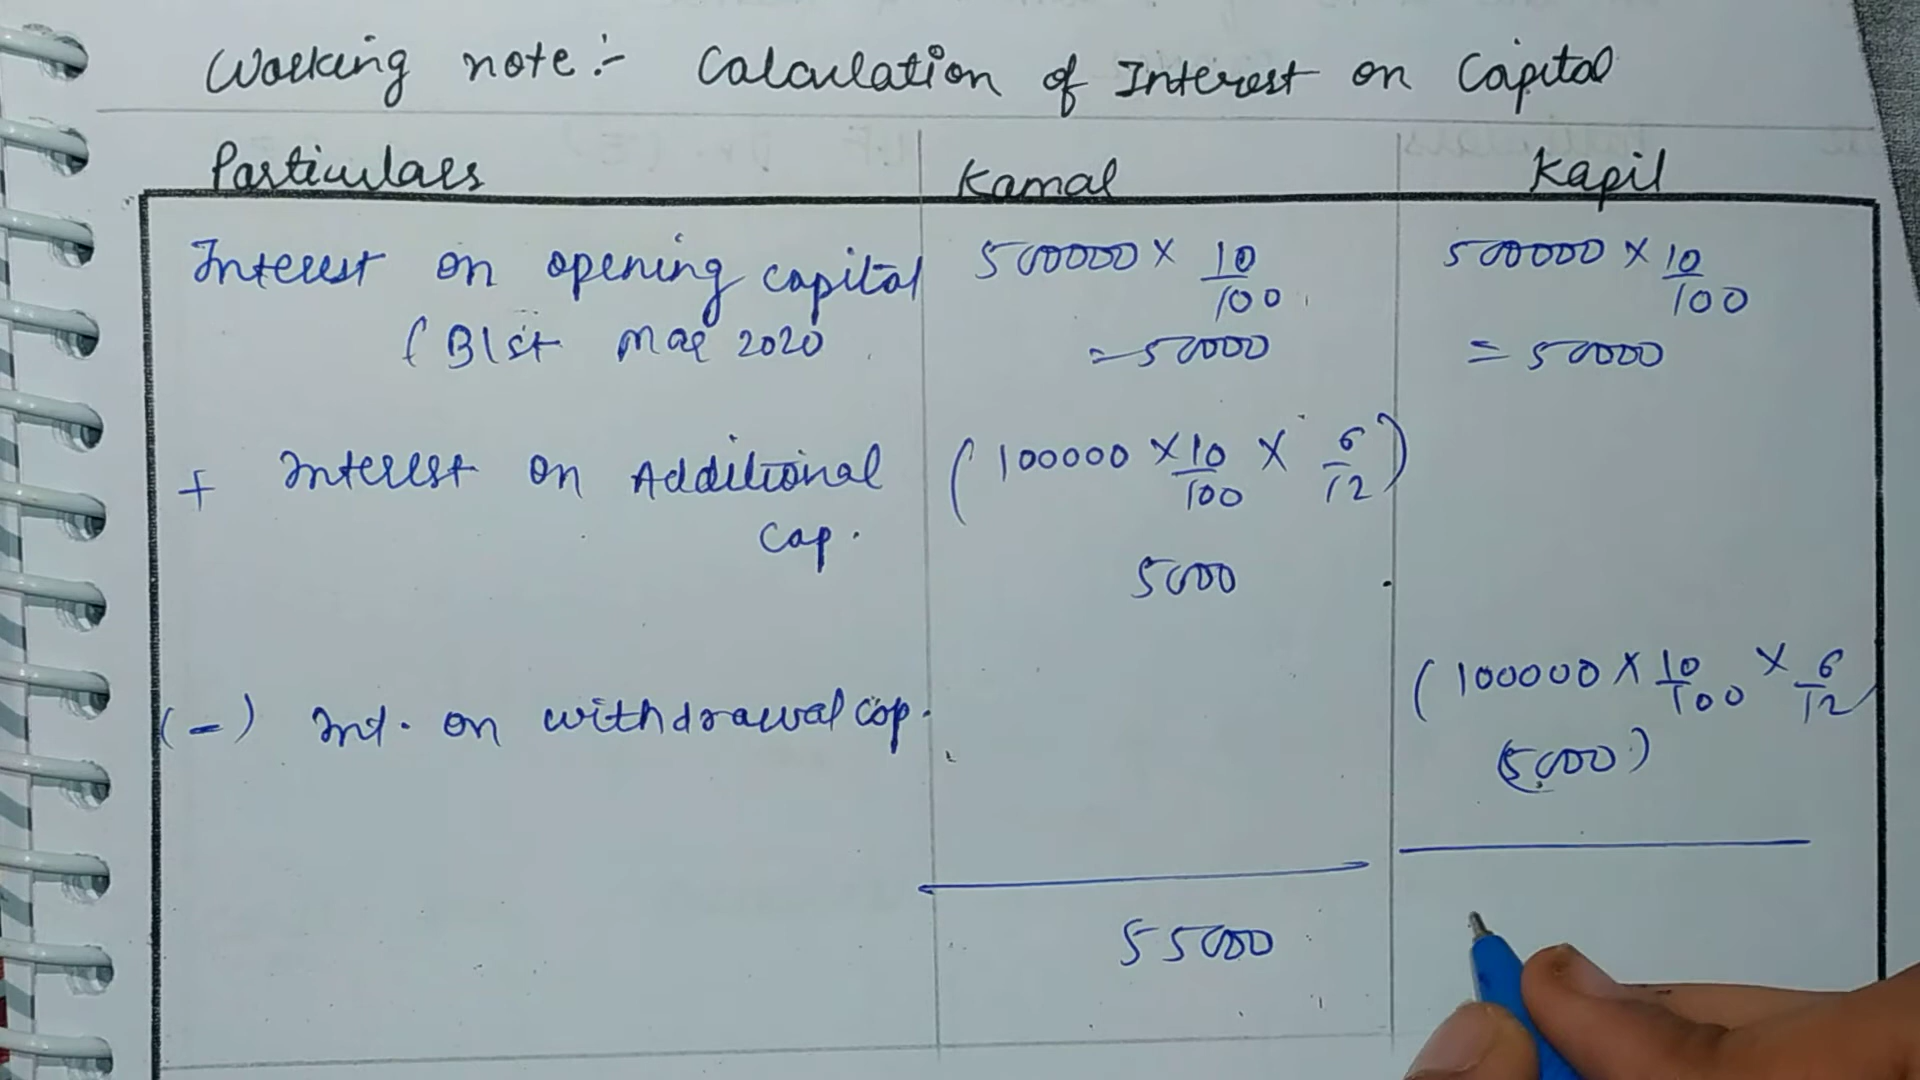 Working note:- Calculation of Interest on Capital
Particulars Kamal Kapil
Interest on opening capital 500000 × 10/100 500000 × 10/100
(31st Mar 2020 = 50000 = 50000
+ Interest on Additional Cap. (100000 × 10/100 × 6/12)
5000
(-) Int. on withdrawal Cap. (100000 × 10/100 × 6/12
(5000)
55000